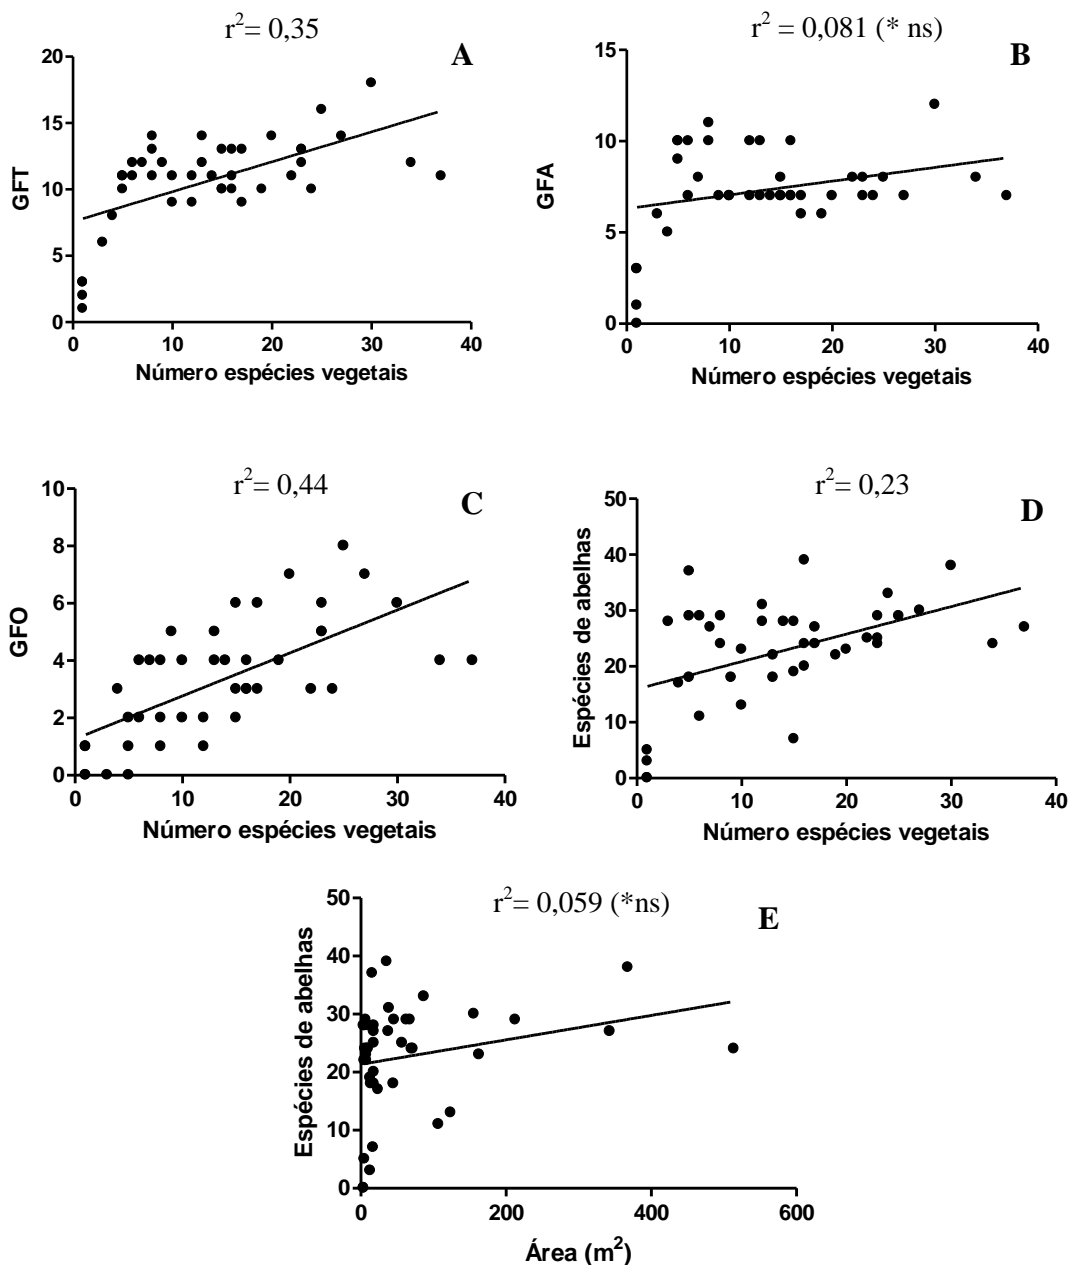 r²= 0,35
A
20
15
10
5
0
GFT
0 10 20 30 40
Número espécies vegetais
r² = 0,081 (* ns)
B
15
10
5
0
GFA
0 10 20 30 40
Número espécies vegetais
r²= 0,44
C
10
8
6
4
2
0
GFO
0 10 20 30 40
Número espécies vegetais
r²= 0,23
D
50
40
30
20
10
0
Espécies de abelhas
0 10 20 30 40
Número espécies vegetais
r²= 0,059 (*ns)
E
50
40
30
20
10
0
Espécies de abelhas
0 200 400 600
Área (m²)